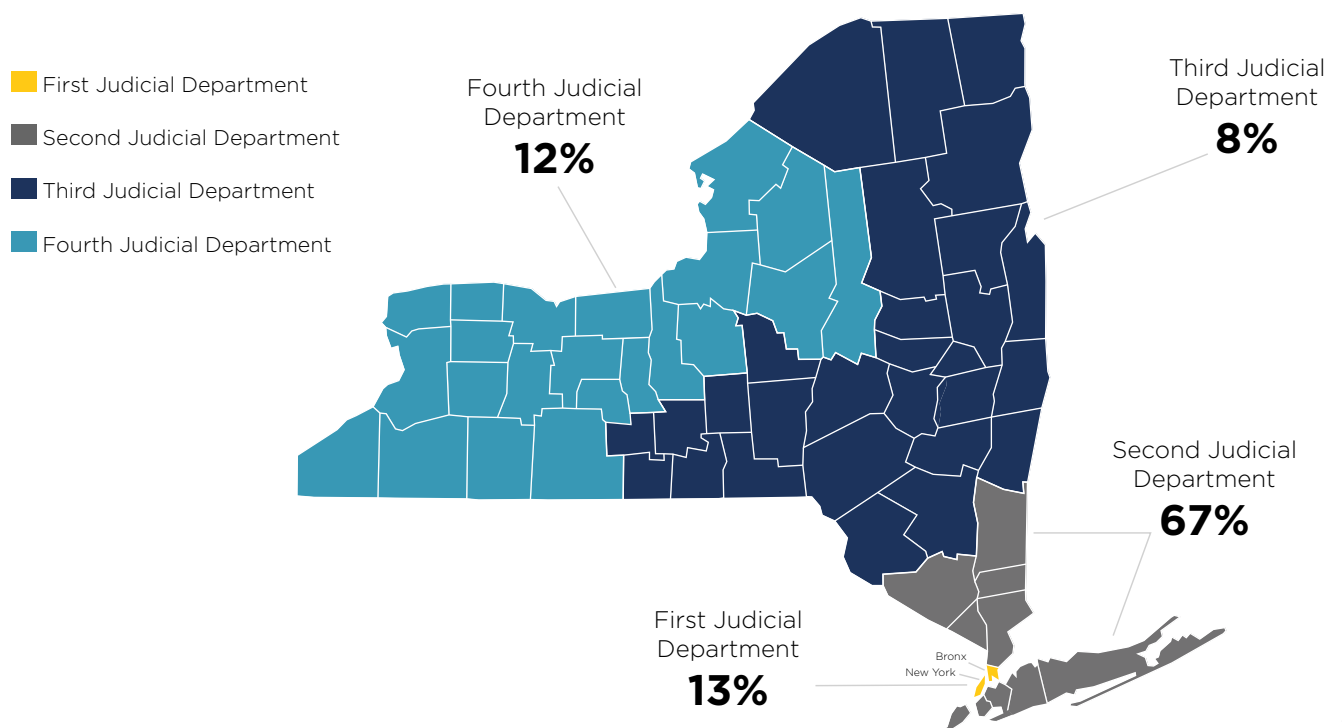 First Judicial Department
Second Judicial Department
Third Judicial Department
Fourth Judicial Department
Fourth Judicial
Department
12%
Third Judicial
Department
8%
Second Judicial
Department
67%
First Judicial
Department
13%
Bronx
New York